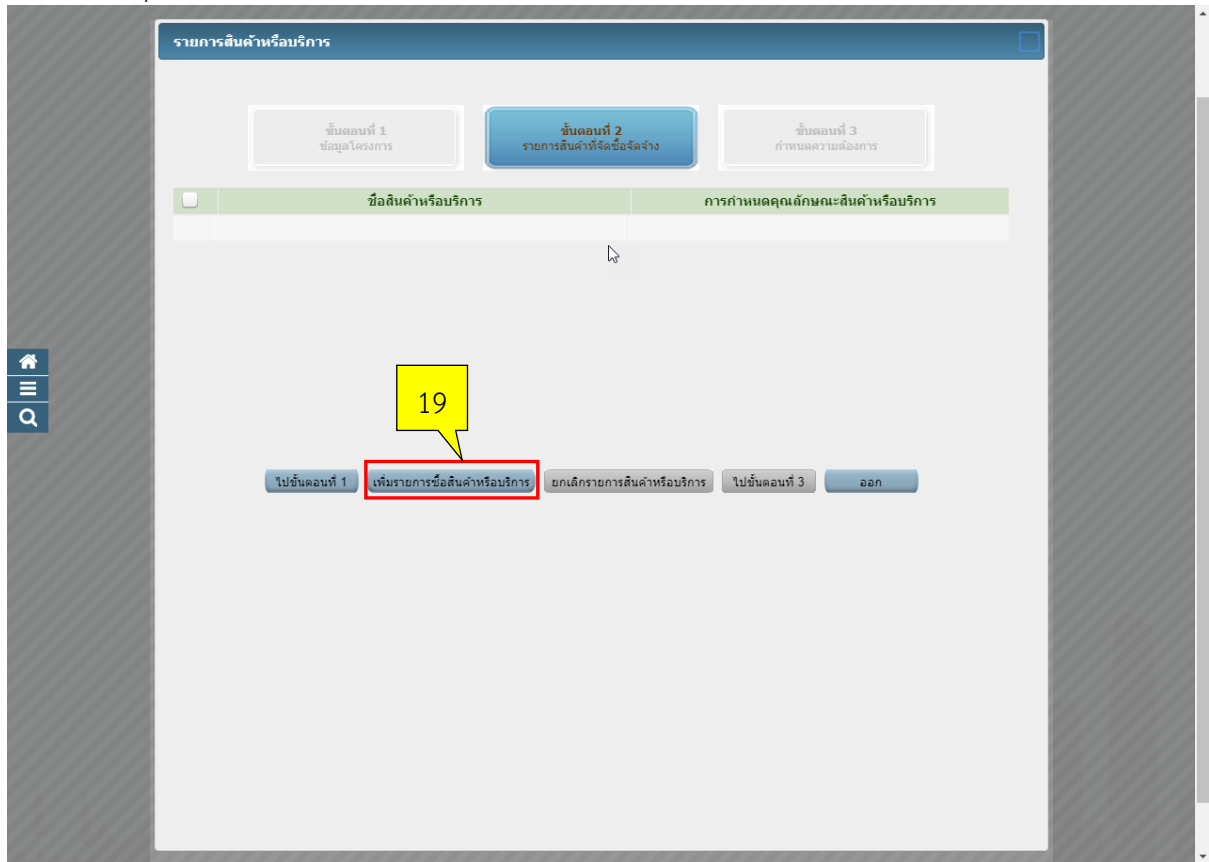 รายการสินค้าหรือบริการ
ขั้นตอนที่ 1
ข้อมูลโครงการ
ขั้นตอนที่ 2
รายการสินค้าที่จัดซื้อจัดจ้าง
ขั้นตอนที่ 3
กำหนดความต้องการ
ชื่อสินค้าหรือบริการ
การกำหนดคุณลักษณะสินค้าหรือบริการ
19
ไปขั้นตอนที่ 1
เพิ่มรายการชื่อสินค้าหรือบริการ
ยกเลิกรายการสินค้าหรือบริการ
ไปขั้นตอนที่ 3
ออก